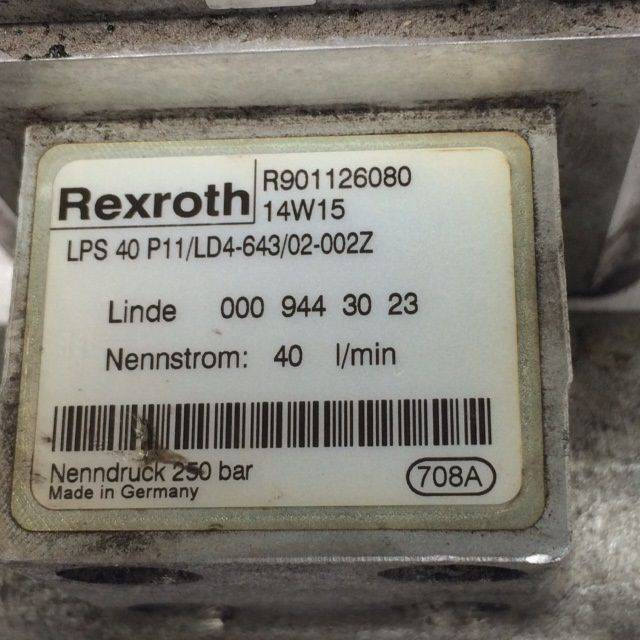 Rexroth R901126080
14W15
LPS 40 P11/LD4-643/02-002Z
Linde 000 944 30 23
Nennstrom: 40 l/min
Nenndruck 250 bar
Made in Germany
708A